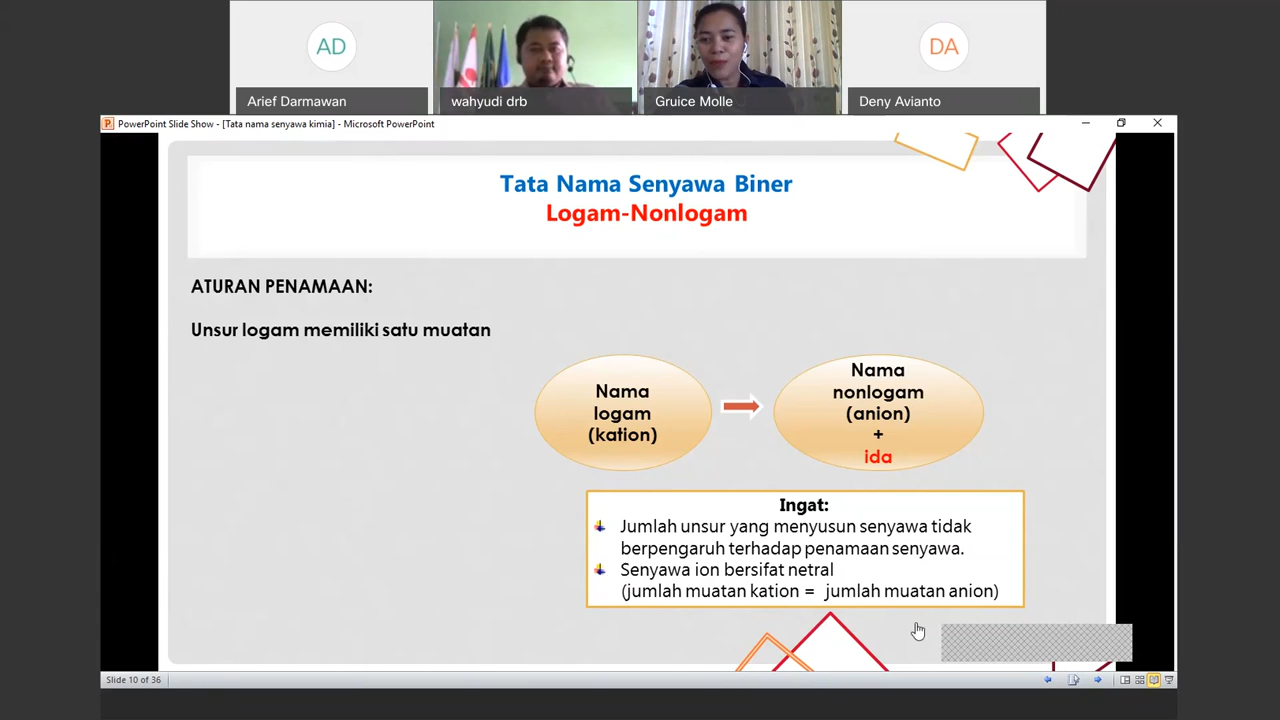 AD
DA
Arief Darmawan
wahyudi drb
Gruice Molle
Deny Avianto
PowerPoint Slide Show - [Tata nama senyawa kimia] - Microsoft PowerPoint
Tata Nama Senyawa Biner
Logam-Nonlogam
ATURAN PENAMAAN:
Unsur logam memiliki satu muatan
Nama
logam
(kation)
Nama
nonlogam
(anion)
+
ida
Ingat:
Jumlah unsur yang menyusun senyawa tidak
berpengaruh terhadap penamaan senyawa.
Senyawa ion bersifat netral
(jumlah muatan kation = jumlah muatan anion)
Slide 10 of 36